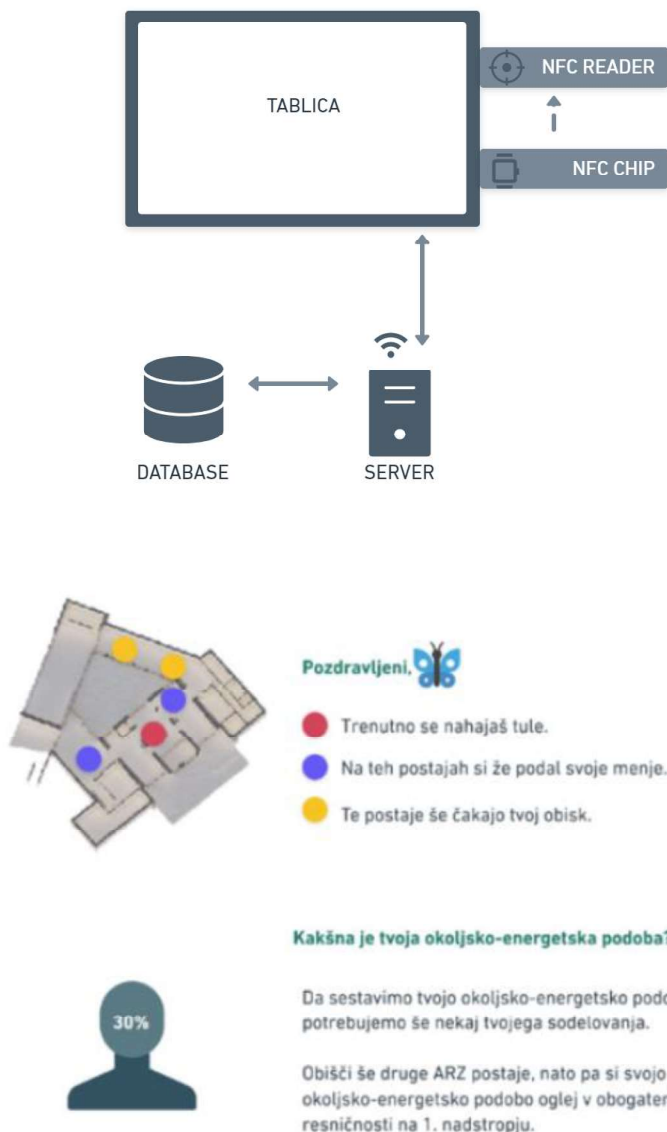 TABLICA
NFC READER
NFC CHIP
DATABASE
SERVER
Pozdravljeni,
Trenutno se nahajaš tule.
Na teh postajah si že podal svoje menje.
Te postaje še čakajo tvoj obisk.
Kakšna je tvoja okoljsko-energetska podoba?
30%
Da sestavimo tvojo okoljsko-energetsko podo
potrebujemo še nekaj tvojega sodelovanja.
Obišči še druge ARZ postaje, nato pa si svojo
okoljsko-energetsko podobo oglej v obogaten
resničnosti na 1. nadstropju.